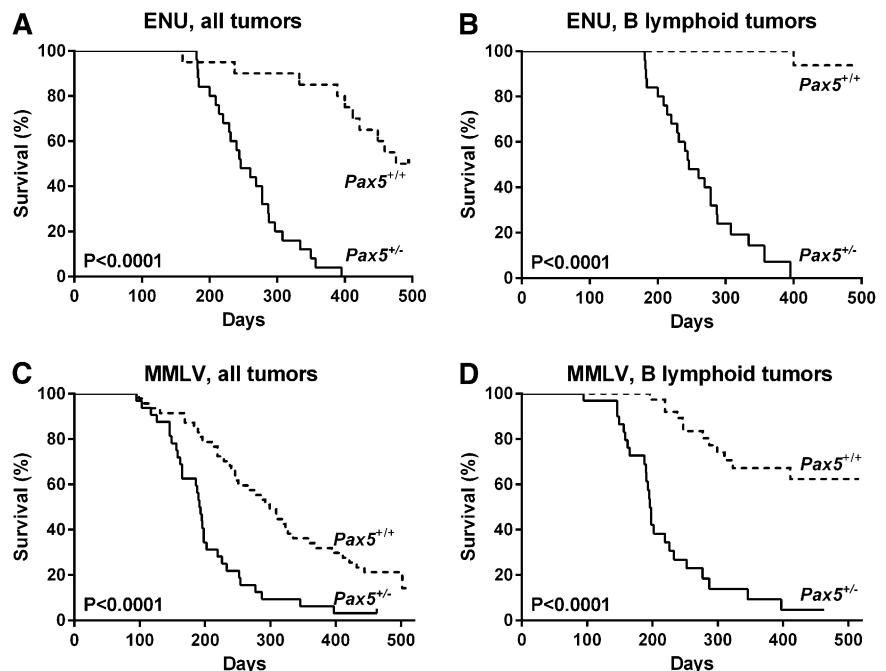 A
ENU, all tumors
Survival (%)
100
80
60
40
20
0
Pax5+/+
Pax5+/-
P<0.0001
0 100 200 300 400 500
Days
B
ENU, B lymphoid tumors
Survival (%)
100
80
60
40
20
0
Pax5+/+
Pax5+/-
P<0.0001
0 100 200 300 400 500
Days
C
MMLV, all tumors
Survival (%)
100
80
60
40
20
0
Pax5+/+
Pax5+/-
P<0.0001
0 100 200 300 400 500
Days
D
MMLV, B lymphoid tumors
Survival (%)
100
80
60
40
20
0
Pax5+/+
Pax5+/-
P<0.0001
0 100 200 300 400 500
Days